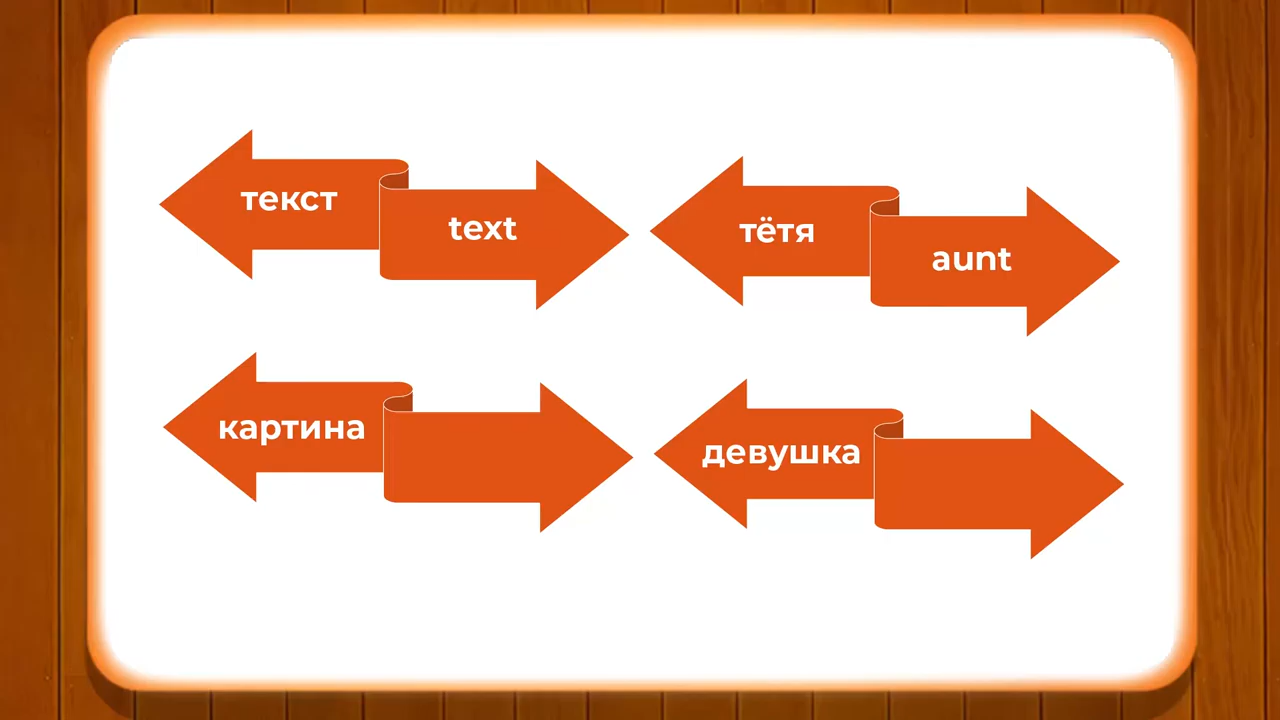 текст
text
тётя
aunt
картина
девушка